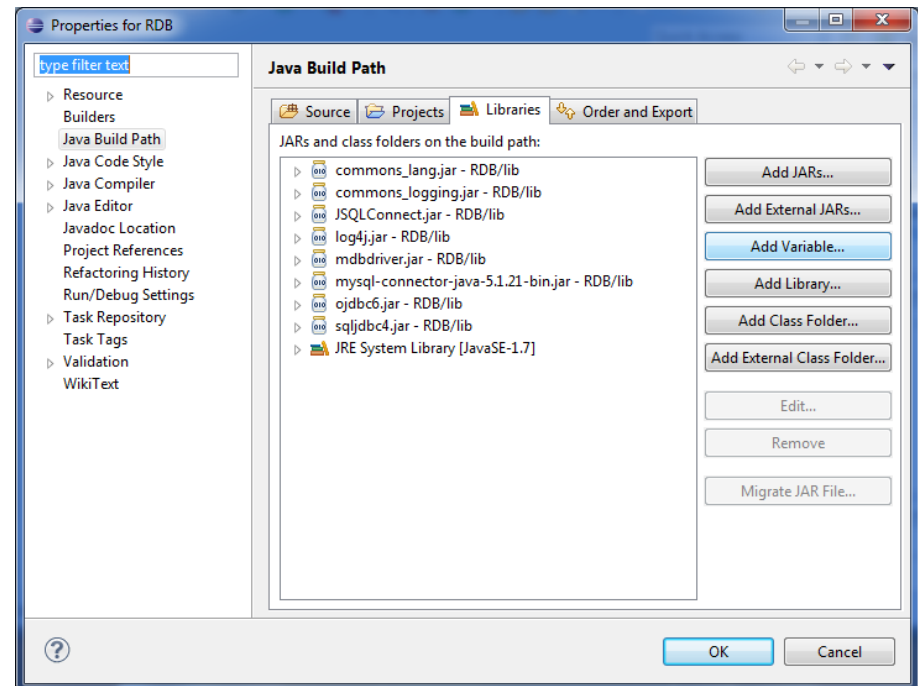 Properties for RDB
type filter text
Resource
Builders
Java Build Path
Java Code Style
Java Compiler
Java Editor
Javadoc Location
Project References
Refactoring History
Run/Debug Settings
Task Repository
Task Tags
Validation
WikiText
Java Build Path
Source Projects Libraries Order and Export
JARs and class folders on the build path:
commons_lang.jar - RDB/lib
commons_logging.jar - RDB/lib
JSQLConnect.jar - RDB/lib
log4j.jar - RDB/lib
mdbdriver.jar - RDB/lib
mysql-connector-java-5.1.21-bin.jar - RDB/lib
ojdbc6.jar - RDB/lib
sqljdbc4.jar - RDB/lib
JRE System Library [JavaSE-1.7]
Add JARs...
Add External JARs...
Add Variable...
Add Library...
Add Class Folder...
Add External Class Folder...
Edit...
Remove
Migrate JAR File...
OK Cancel